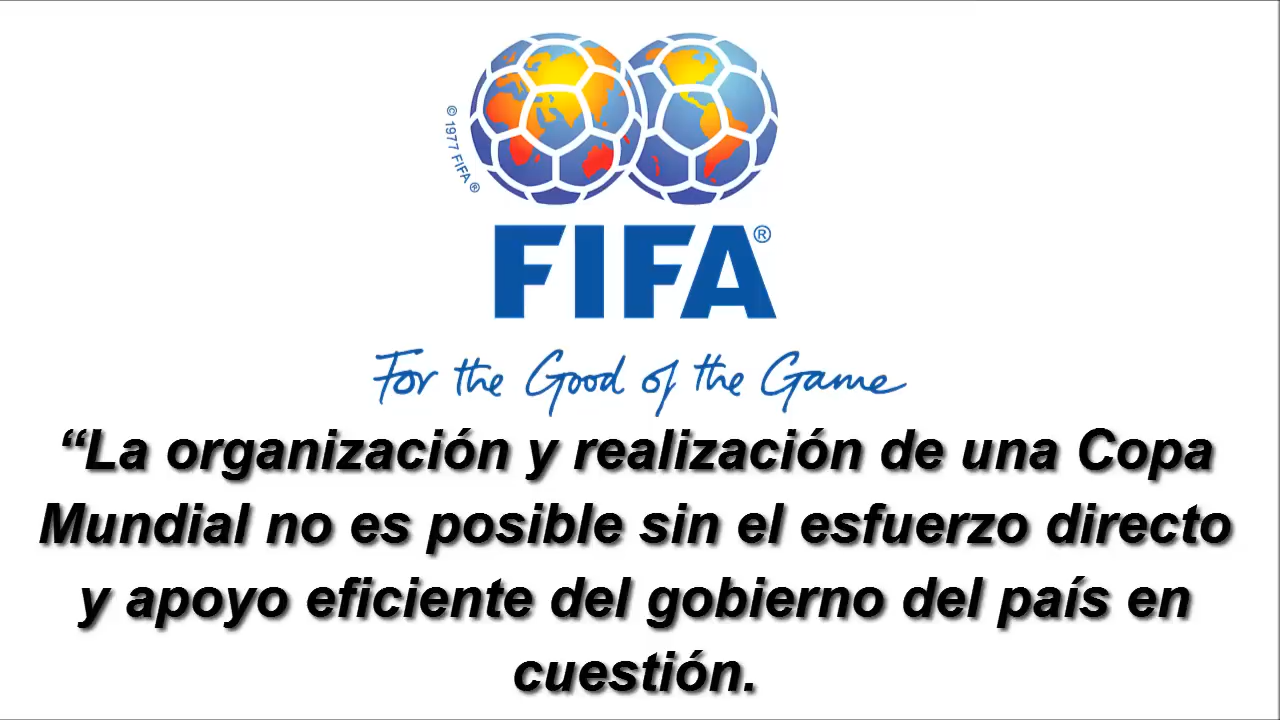 © 1977 FIFA ®
FIFA®
For the Good of the Game
“La organización y realización de una Copa
Mundial no es posible sin el esfuerzo directo
y apoyo eficiente del gobierno del país en
cuestión.